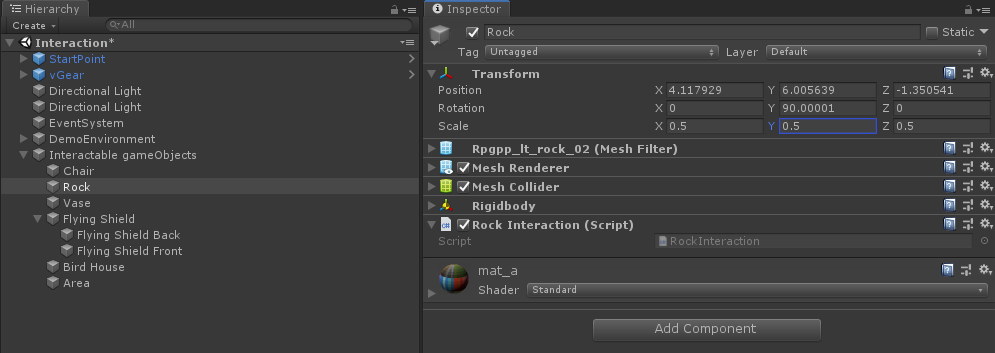 Hierarchy
Create
All
Interaction*
StartPoint
vGear
Directional Light
Directional Light
EventSystem
DemoEnvironment
Interactable gameObjects
Chair
Rock
Vase
Flying Shield
Flying Shield Back
Flying Shield Front
Bird House
Area
Inspector
Rock Static
Tag Untagged Layer Default
Transform
Position X 4.117929 Y 6.005639 Z -1.350541
Rotation X 0 Y 90.00001 Z 0
Scale X 0.5 Y 0.5 Z 0.5
Rpgpp_lt_rock_02 (Mesh Filter)
Mesh Renderer
Mesh Collider
Rigidbody
Rock Interaction (Script)
Script RockInteraction
mat_a
Shader Standard
Add Component